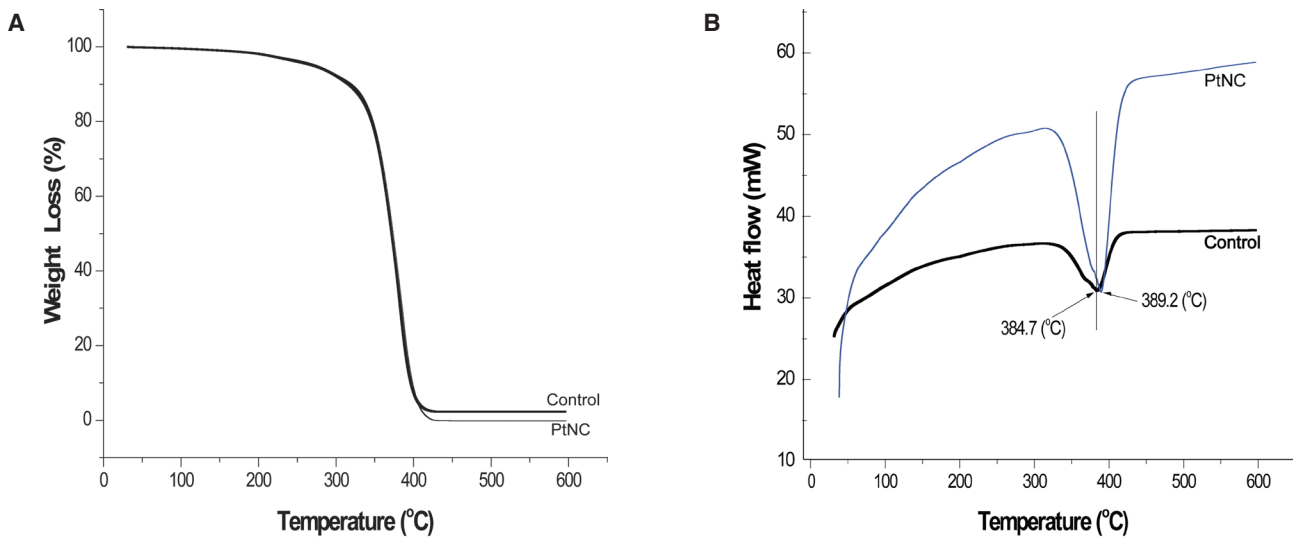 A
100
80
60
40
20
0
Weight Loss (%)
Control
PtNC
0 100 200 300 400 500 600
Temperature (°C)
B
60
50
40
30
20
10
Heat flow (mW)
PtNC
Control
389.2 (°C)
384.7 (°C)
0 100 200 300 400 500 600
Temperature (°C)